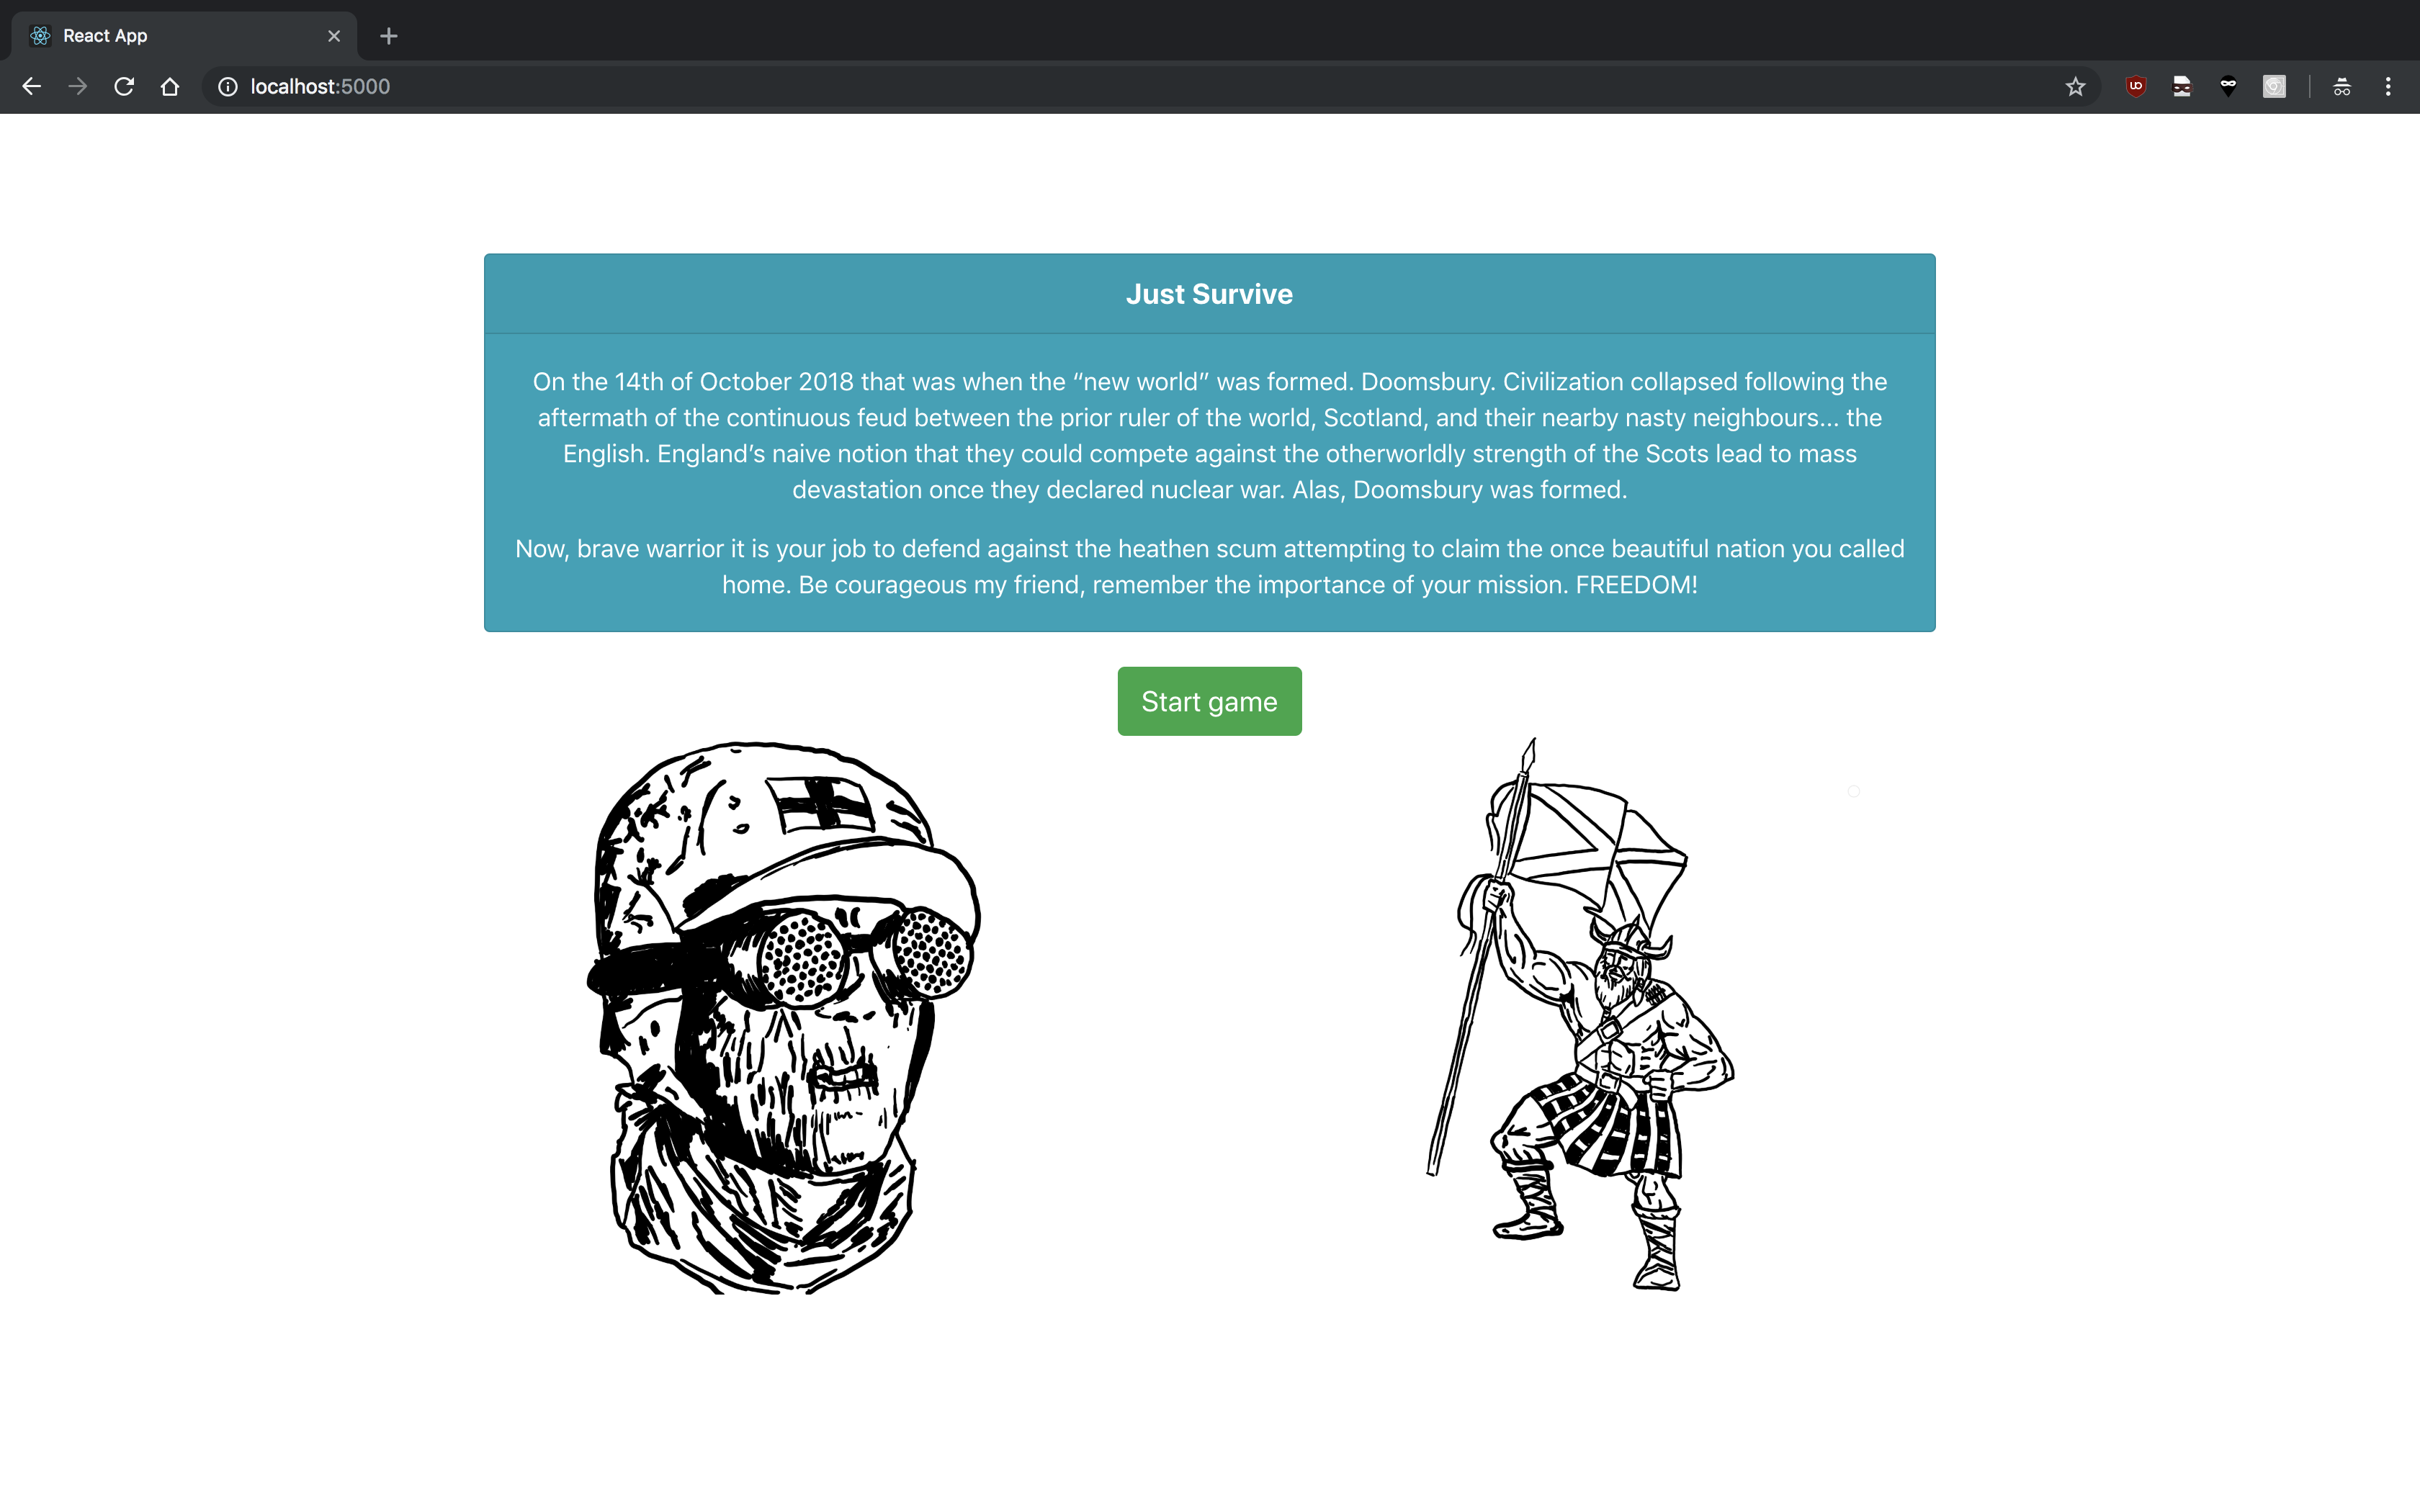 React App
localhost:5000
Just Survive
On the 14th of October 2018 that was when the “new world” was formed. Doomsbury. Civilization collapsed following the
aftermath of the continuous feud between the prior ruler of the world, Scotland, and their nearby nasty neighbours... the
English. England’s naive notion that they could compete against the otherworldly strength of the Scots lead to mass
devastation once they declared nuclear war. Alas, Doomsbury was formed.
Now, brave warrior it is your job to defend against the heathen scum attempting to claim the once beautiful nation you called
home. Be courageous my friend, remember the importance of your mission. FREEDOM!
Start game